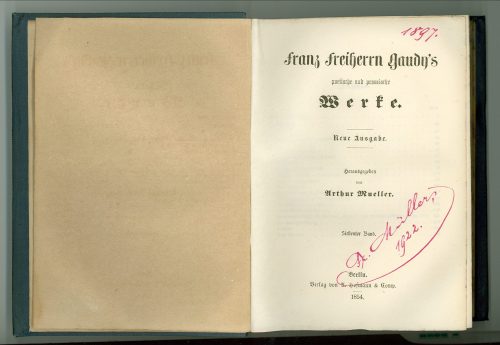 1897.
Franz Freiherrn Gaudy's
poetische und prosaische
Werke.
Neue Ausgabe.
Herausgegeben
von
Arthur Mueller.
Siebenter Band.
Dr. Müller,
1922.
Berlin.
Verlag von A. Hofmann & Comp.
1854.